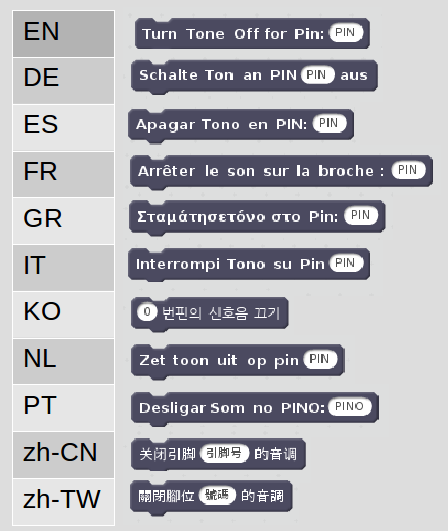 EN Turn Tone Off for Pin: PIN
DE Schalte Ton an PIN PIN aus
ES Apagar Tono en PIN: PIN
FR Arrêter le son sur la broche : PIN
GR Σταμάτησετόνο στο Pin: PIN
IT Interrompi Tono su Pin PIN
KO 0 번핀의 신호음 끄기
NL Zet toon uit op pin PIN
PT Desligar Som no PINO: PINO
zh-CN 关闭引脚 引脚号 的音调
zh-TW 關閉腳位 號碼 的音調